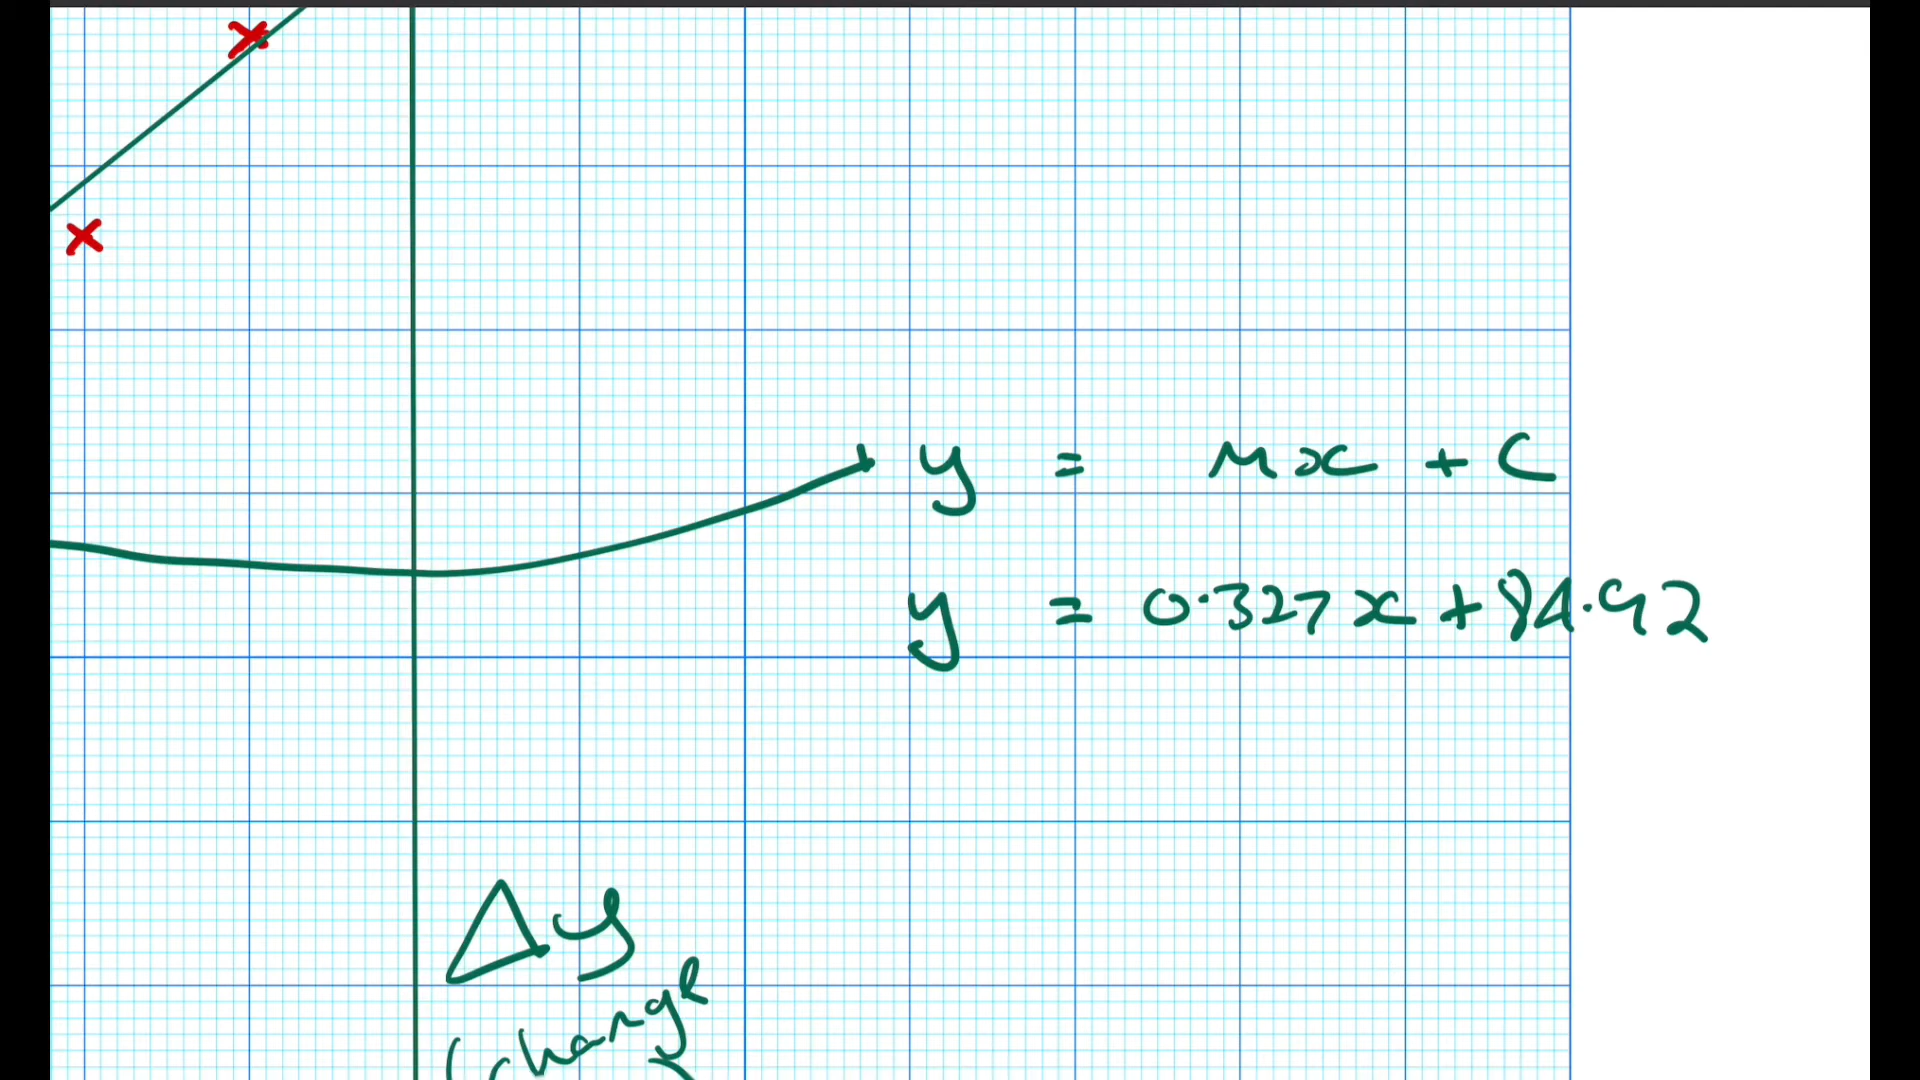 y = mx + C
y = 0.327x + 84.92
Δy
(change